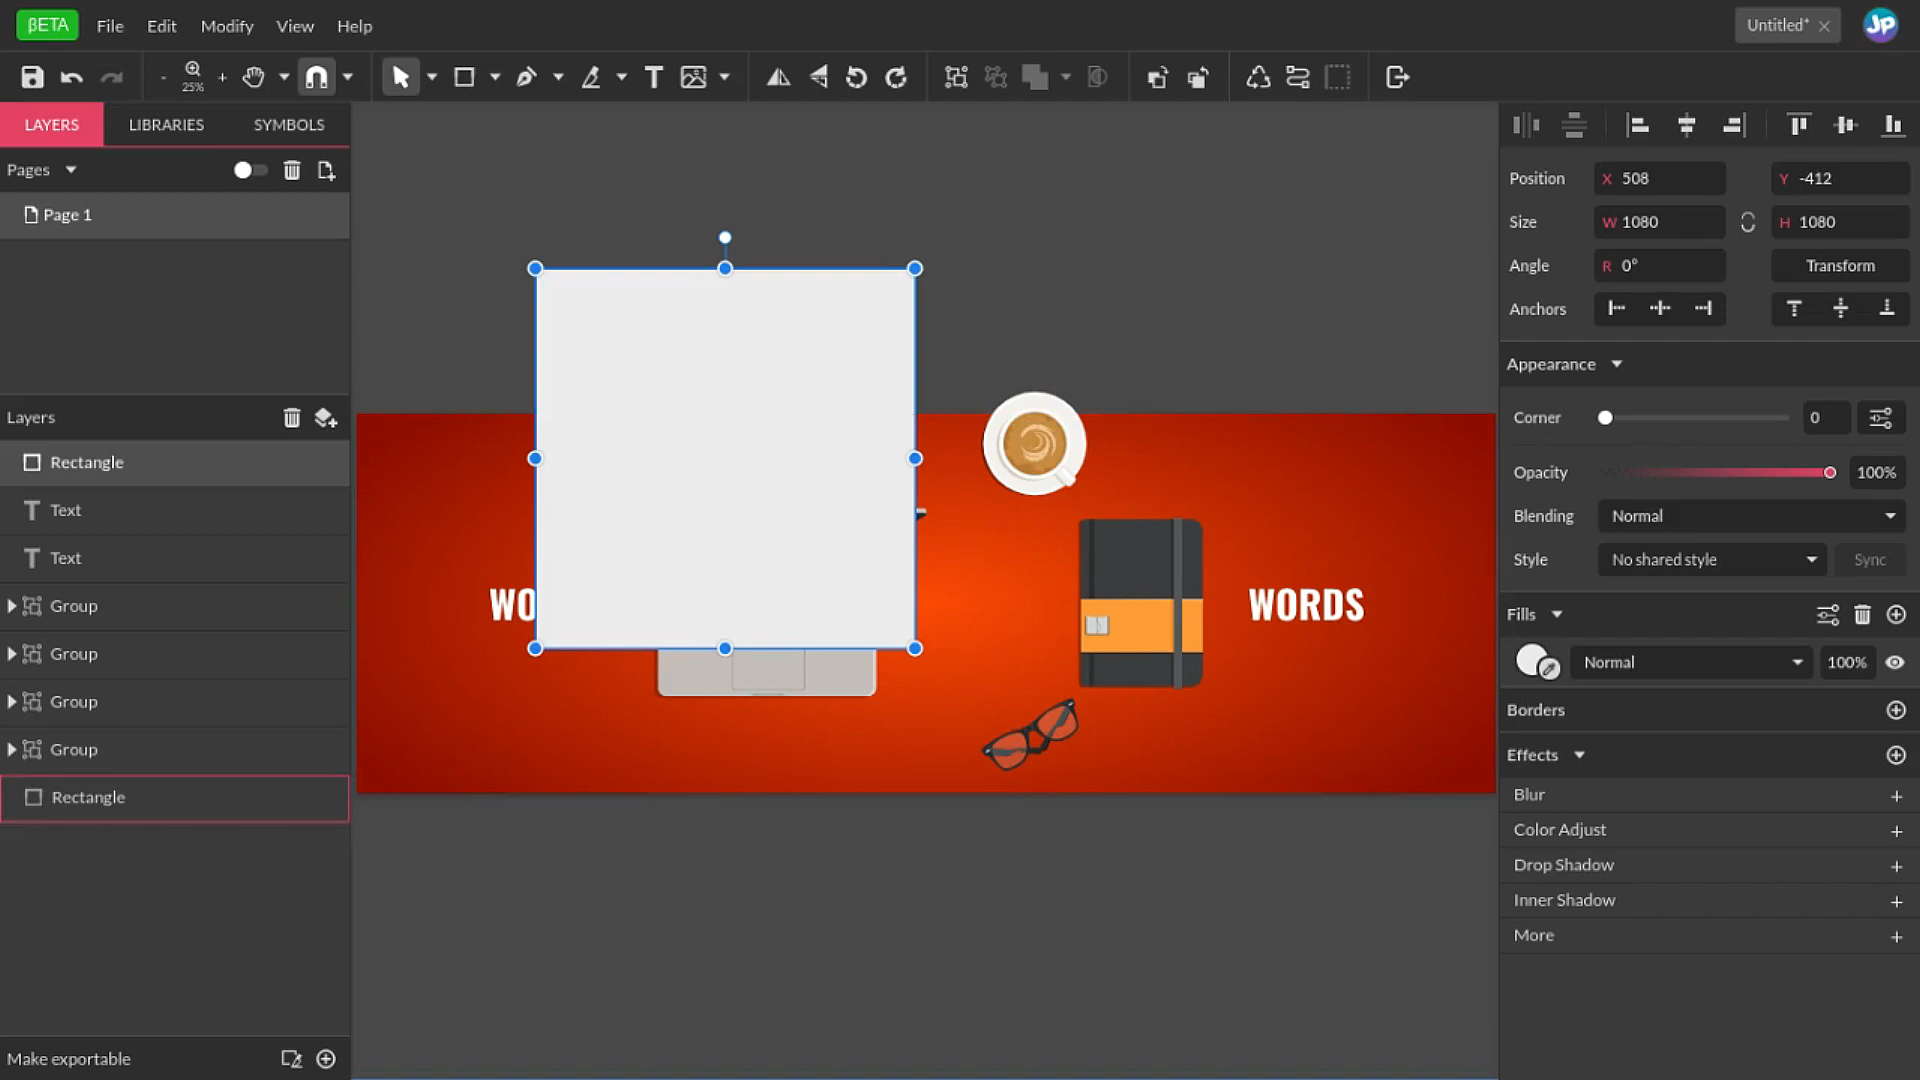 βETA File Edit Modify View Help Untitled* JP
- 25% +
LAYERS LIBRARIES SYMBOLS
Pages
Page 1
Layers
Rectangle
Text
Text
Group
Group
Group
Group
Rectangle
Make exportable
WO
WORDS
Position X 508 Y -412
Size W 1080 H 1080
Angle R 0° Transform
Anchors
Appearance
Corner 0
Opacity 100%
Blending Normal
Style No shared style Sync
Fills
Normal 100%
Borders
Effects
Blur
Color Adjust
Drop Shadow
Inner Shadow
More